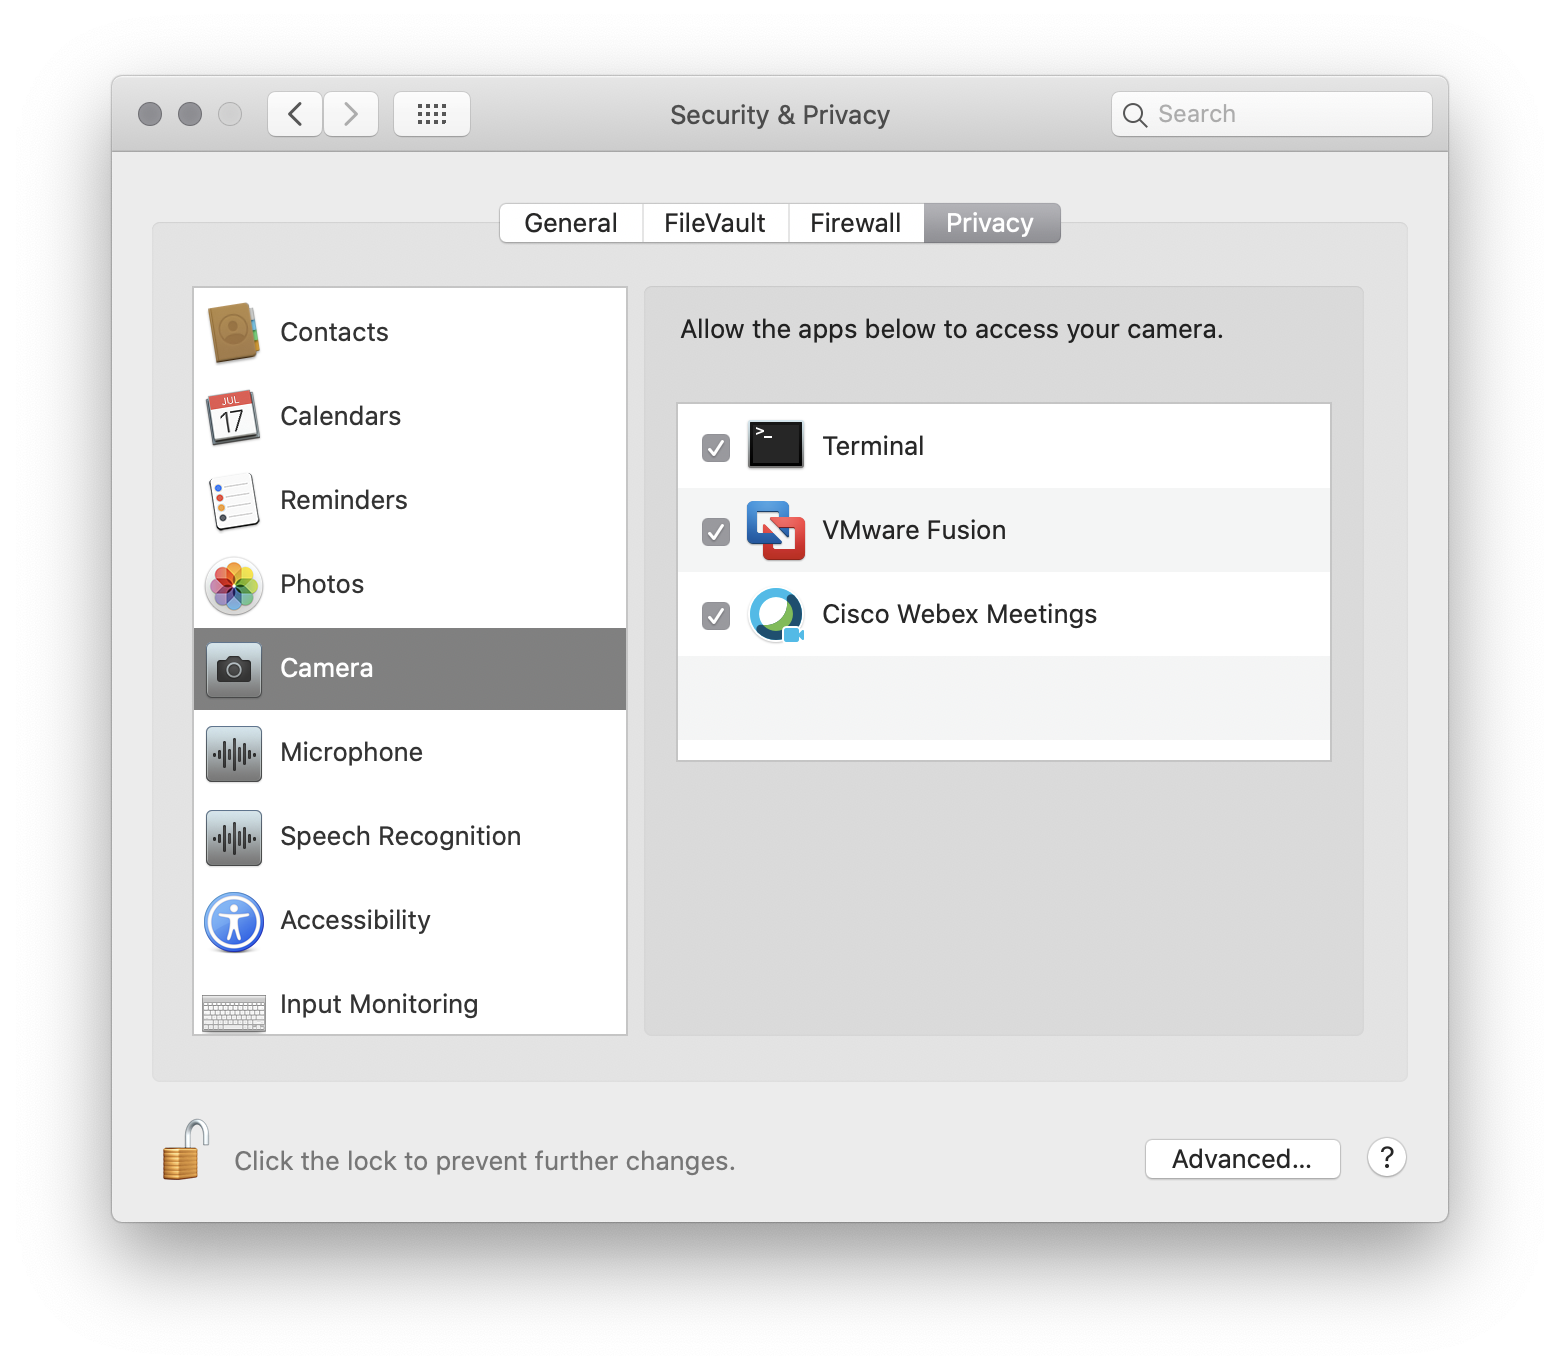 Security & Privacy
Search
General
FileVault
Firewall
Privacy
Contacts
JUL
17
Calendars
Reminders
Photos
Camera
Microphone
Speech Recognition
Accessibility
Input Monitoring
Allow the apps below to access your camera.
>_
Terminal
VMware Fusion
Cisco Webex Meetings
Click the lock to prevent further changes.
Advanced...
?